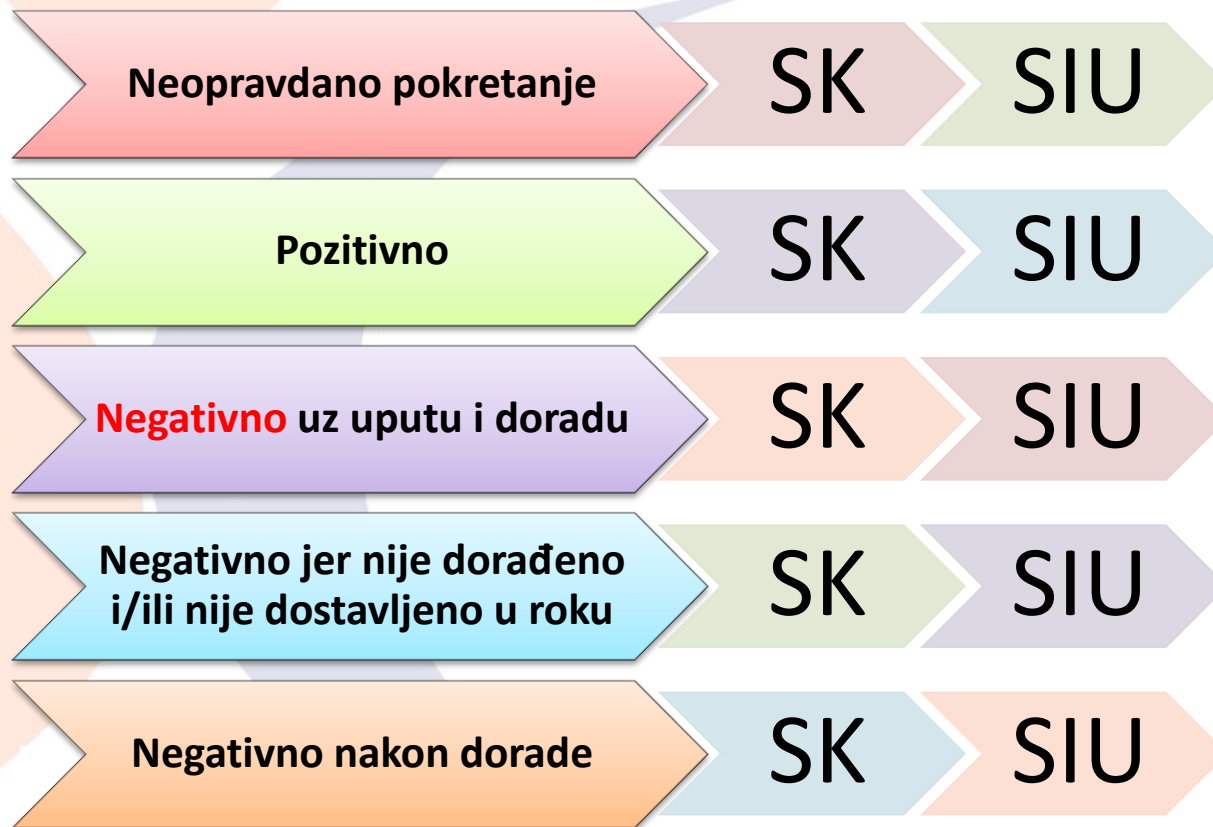 Neopravdano pokretanje SK SIU
Pozitivno SK SIU
Negativno uz uputu i doradu SK SIU
Negativno jer nije dorađeno
i/ili nije dostavljeno u roku SK SIU
Negativno nakon dorade SK SIU